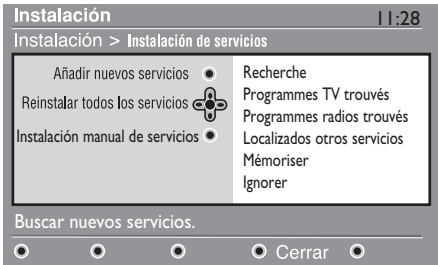 Instalación 11:28
Instalación > Instalación de servicios
Añadir nuevos servicios
Reinstalar todos los servicios
Instalación manual de servicios
Recherche
Programmes TV trouvés
Programmes radios trouvés
Localizados otros servicios
Mémoriser
Ignorer
Buscar nuevos servicios.
Cerrar